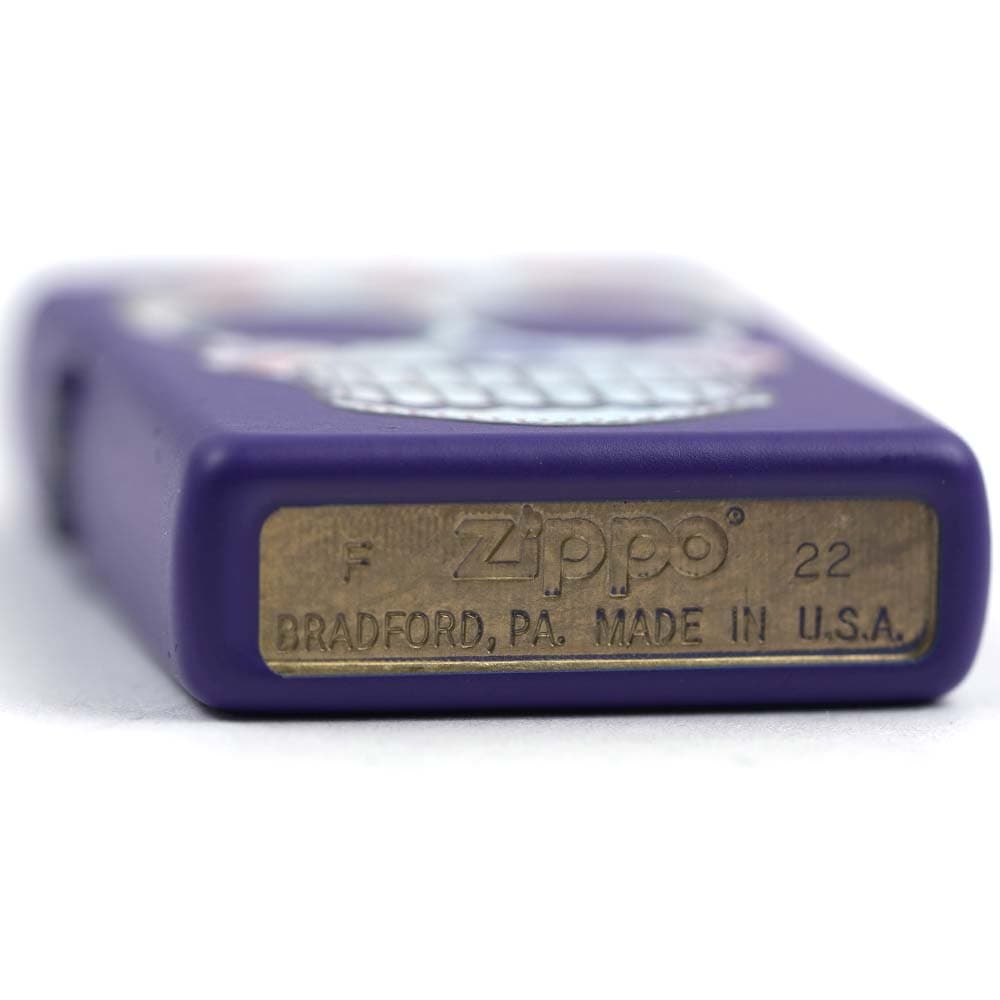 F Zippo® 22
BRADFORD, PA. MADE IN U.S.A.